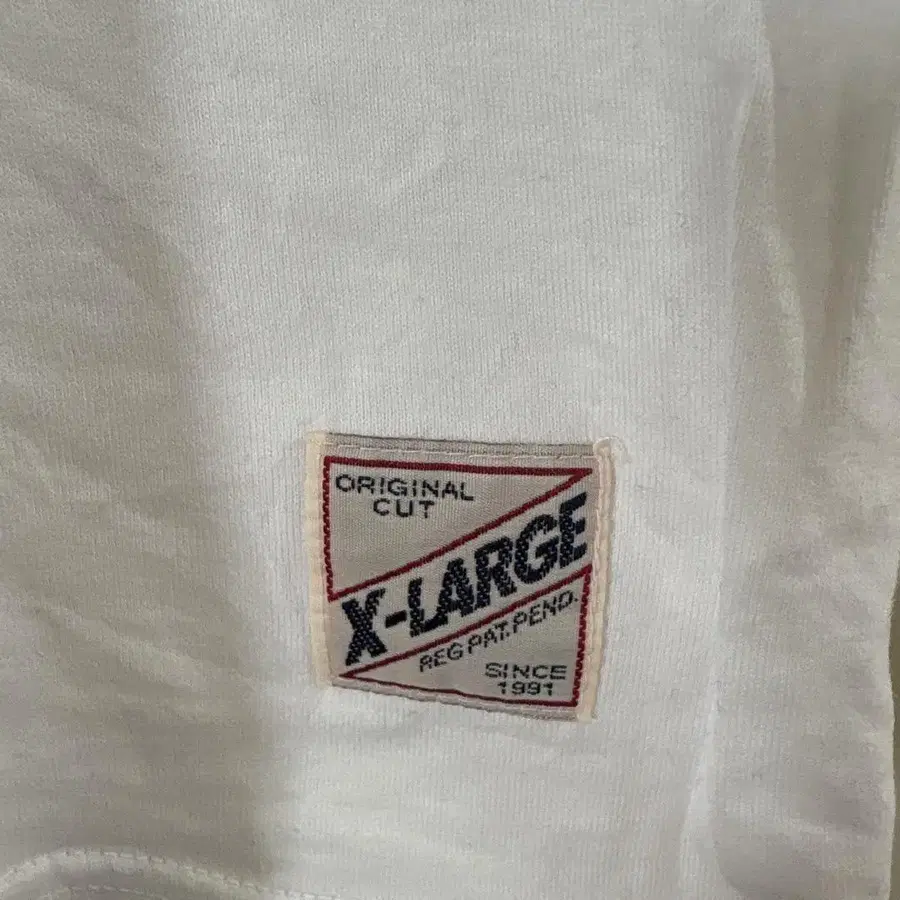 ORIGINAL
CUT
X-LARGE
REG PAT. PEND.
SINCE
1991